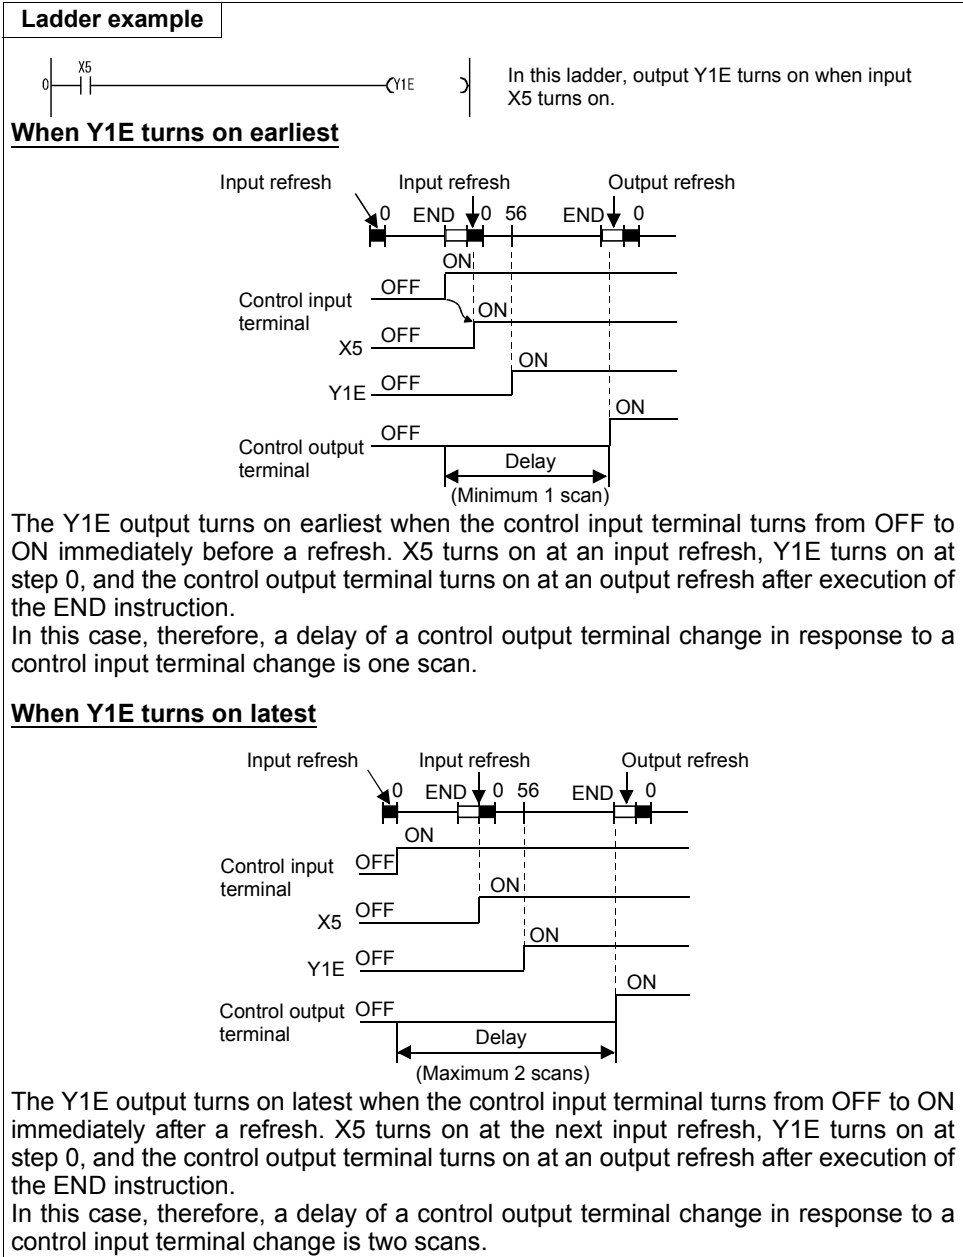 Ladder example
X5
0
Y1E
In this ladder, output Y1E turns on when input
X5 turns on.
When Y1E turns on earliest
Input refresh Input refresh Output refresh
0 END 0 56 END 0
ON
OFF
Control input
terminal
ON
X5 OFF
ON
Y1E OFF
ON
OFF
Control output
terminal
Delay
(Minimum 1 scan)
The Y1E output turns on earliest when the control input terminal turns from OFF to
ON immediately before a refresh. X5 turns on at an input refresh, Y1E turns on at
step 0, and the control output terminal turns on at an output refresh after execution of
the END instruction.
In this case, therefore, a delay of a control output terminal change in response to a
control input terminal change is one scan.
When Y1E turns on latest
Input refresh Input refresh Output refresh
0 END 0 56 END 0
ON
Control input OFF
terminal
ON
X5 OFF
ON
Y1E OFF
ON
Control output OFF
terminal
Delay
(Maximum 2 scans)
The Y1E output turns on latest when the control input terminal turns from OFF to ON
immediately after a refresh. X5 turns on at the next input refresh, Y1E turns on at
step 0, and the control output terminal turns on at an output refresh after execution of
the END instruction.
In this case, therefore, a delay of a control output terminal change in response to a
control input terminal change is two scans.